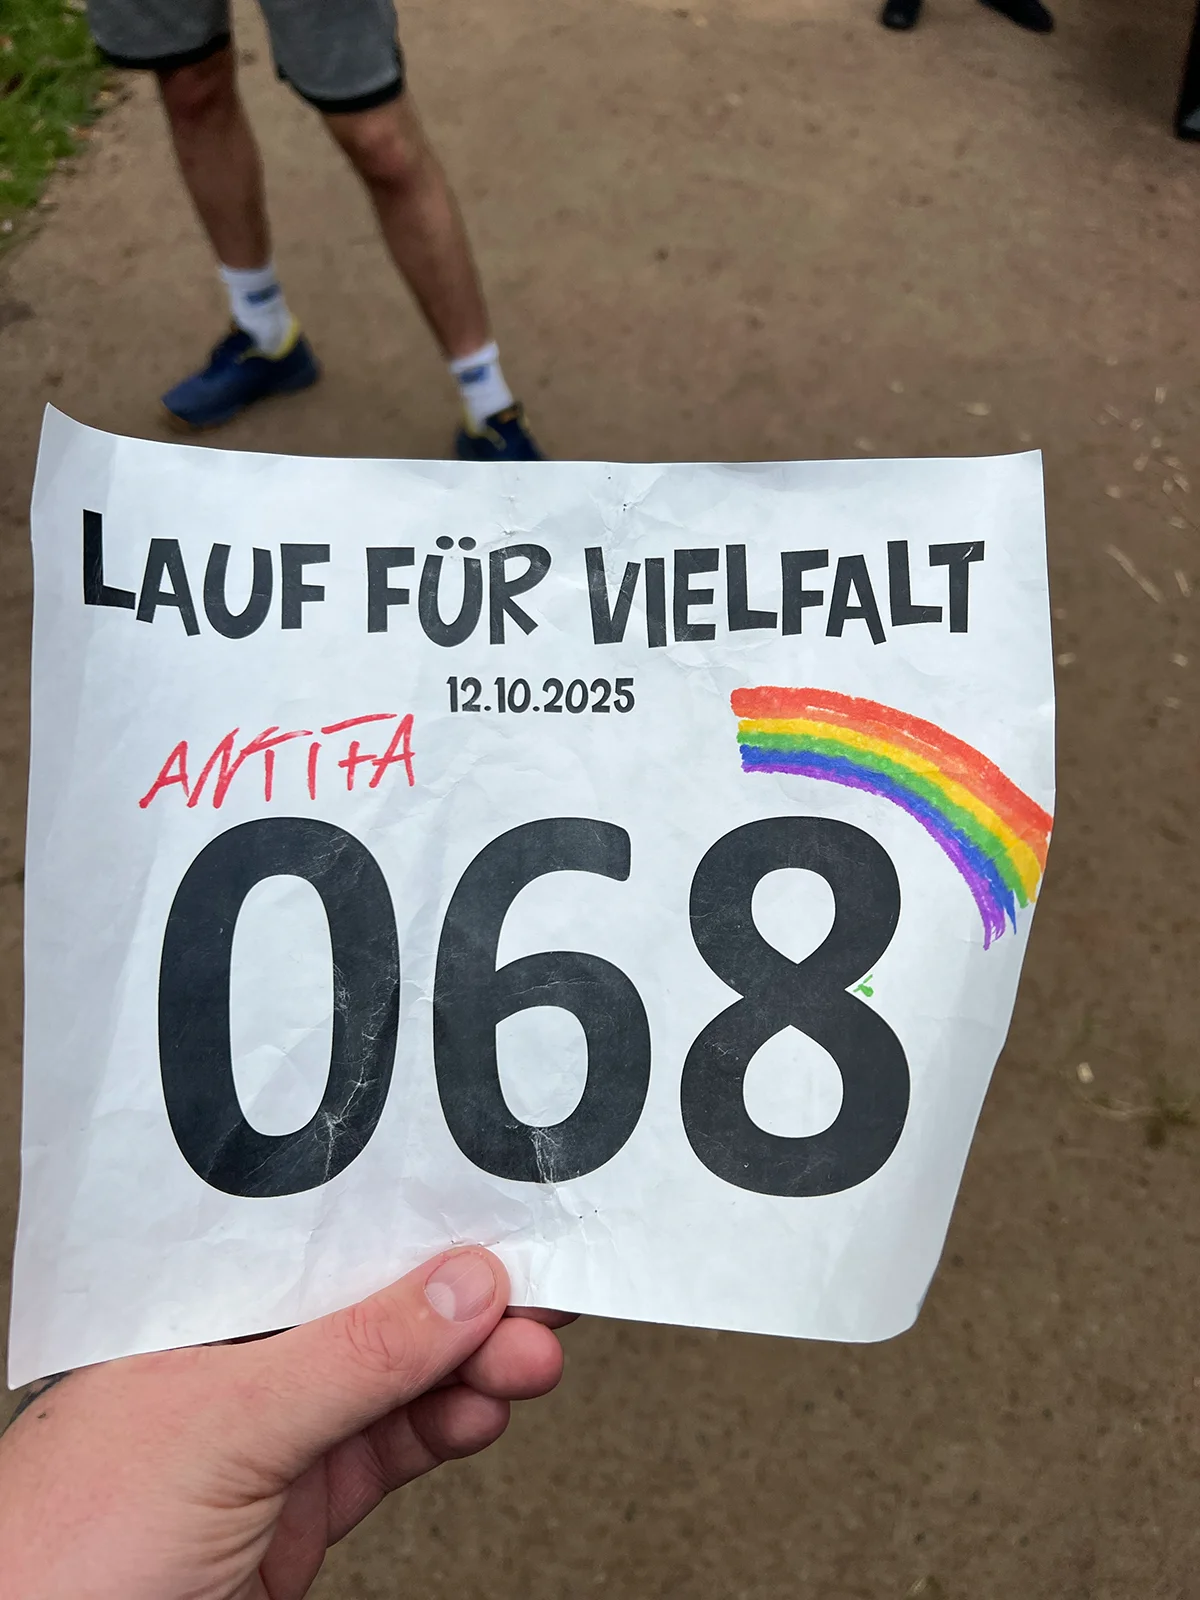 LAUF FÜR VIELFALT
12.10.2025
ANTIFA
068